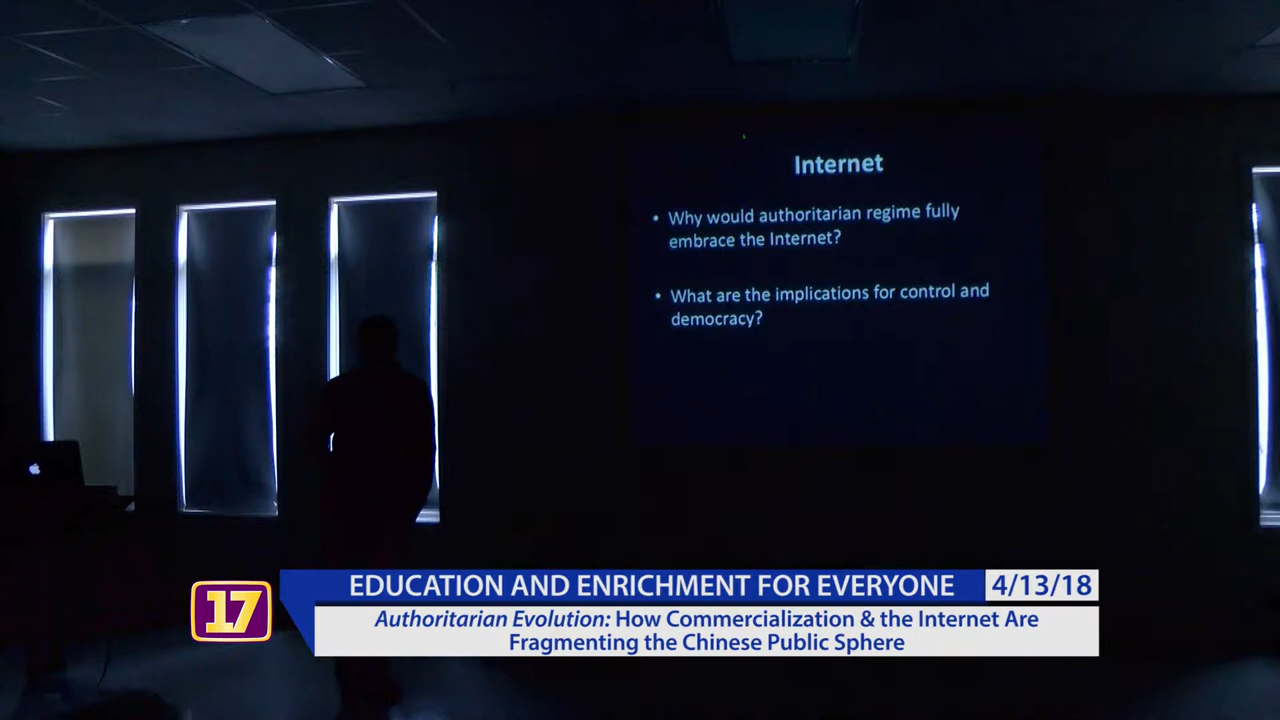 Internet
• Why would authoritarian regime fully
embrace the Internet?
• What are the implications for control and
democracy?
17
EDUCATION AND ENRICHMENT FOR EVERYONE
4/13/18
Authoritarian Evolution: How Commercialization & the Internet Are
Fragmenting the Chinese Public Sphere